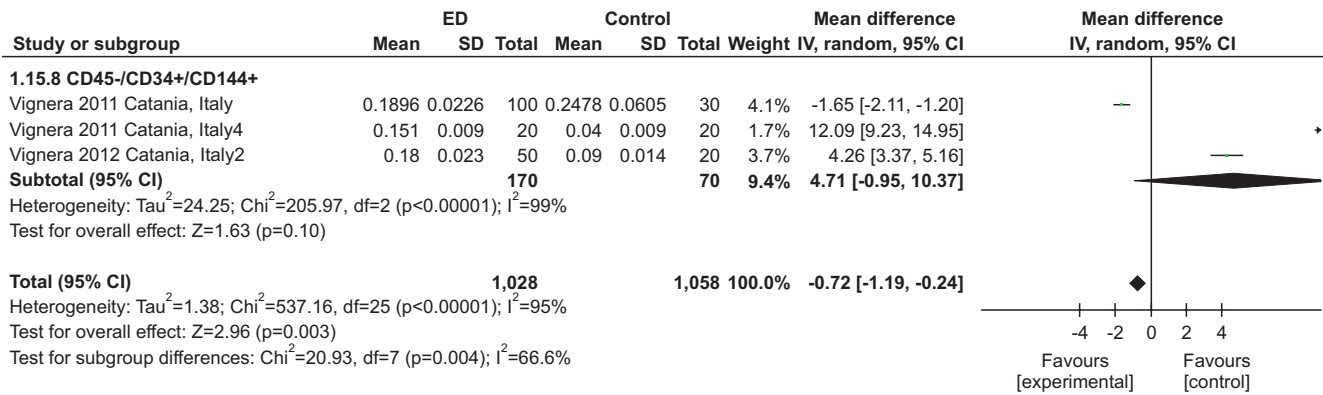 ED Control Mean difference Mean difference
Study or subgroup Mean SD Total Mean SD Total Weight IV, random, 95% CI IV, random, 95% CI
1.15.8 CD45-/CD34+/CD144+
Vignera 2011 Catania, Italy 0.1896 0.0226 100 0.2478 0.0605 30 4.1% -1.65 [-2.11, -1.20]
Vignera 2011 Catania, Italy4 0.151 0.009 20 0.04 0.009 20 1.7% 12.09 [9.23, 14.95]
Vignera 2012 Catania, Italy2 0.18 0.023 50 0.09 0.014 20 3.7% 4.26 [3.37, 5.16]
Subtotal (95% CI) 170 70 9.4% 4.71 [-0.95, 10.37]
Heterogeneity: Tau²=24.25; Chi²=205.97, df=2 (p<0.00001); I²=99%
Test for overall effect: Z=1.63 (p=0.10)
Total (95% CI) 1,028 1,058 100.0% -0.72 [-1.19, -0.24]
Heterogeneity: Tau²=1.38; Chi²=537.16, df=25 (p<0.00001); I²=95%
Test for overall effect: Z=2.96 (p=0.003)
Test for subgroup differences: Chi²=20.93, df=7 (p=0.004); I²=66.6%
-4 -2 0 2 4
Favours Favours
[experimental] [control]